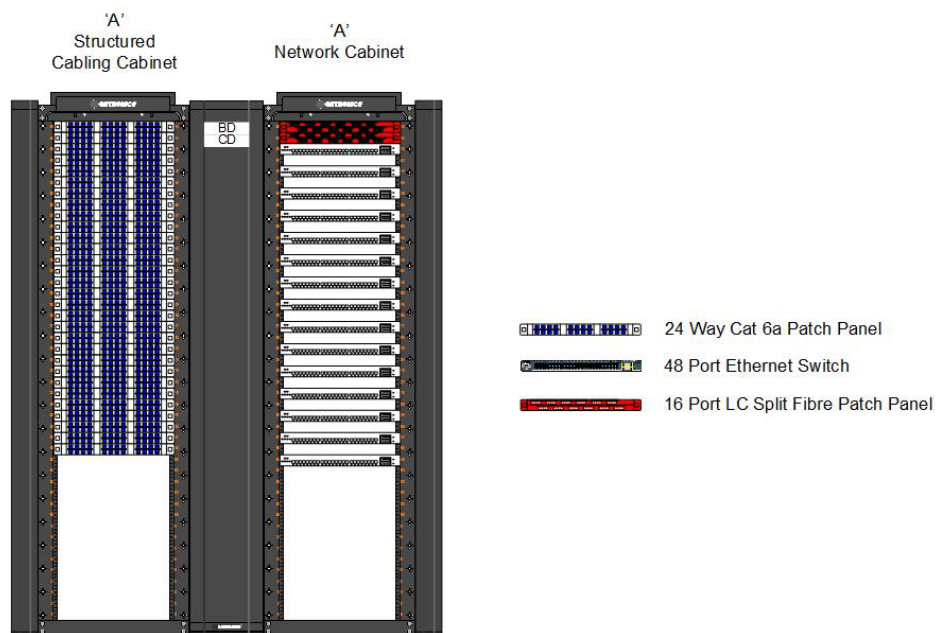 ‘A’
Structured
Cabling Cabinet
‘A’
Network Cabinet
BD
CD
24 Way Cat 6a Patch Panel
48 Port Ethernet Switch
16 Port LC Split Fibre Patch Panel